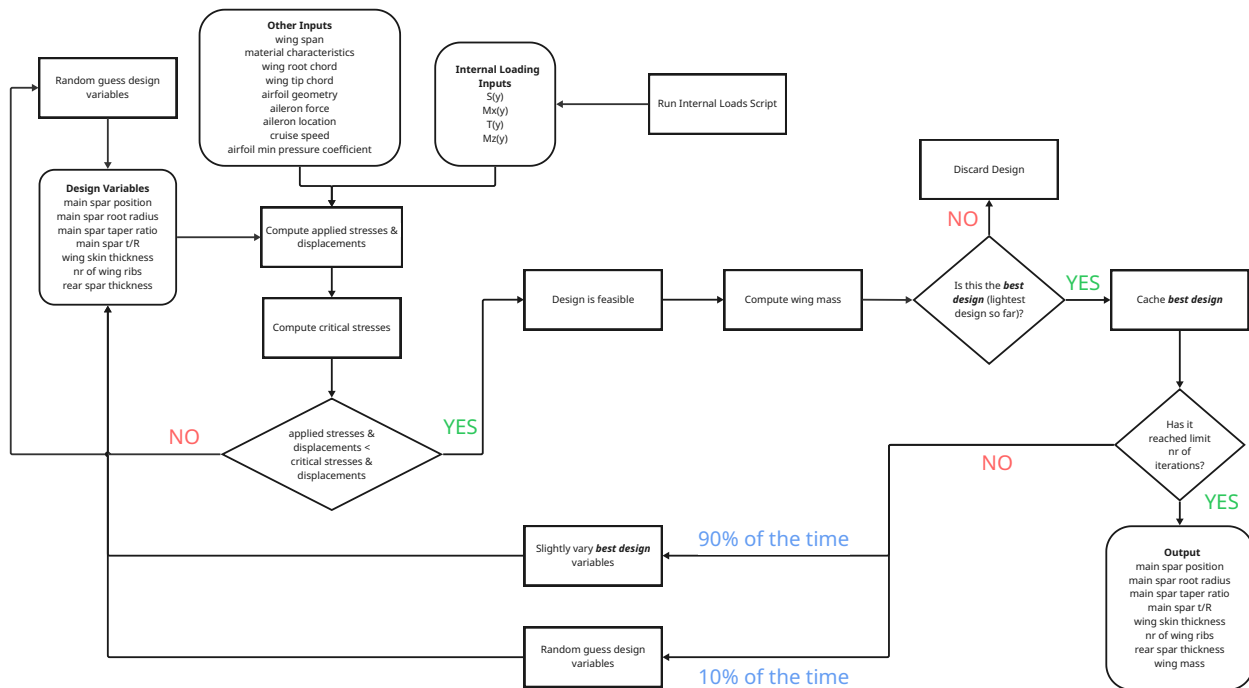 Other Inputs
wing span
material characteristics
wing root chord
wing tip chord
airfoil geometry
aileron force
aileron location
cruise speed
airfoil min pressure coefficient
Random guess design
variables
Internal Loading
Inputs
S(y)
Mx(y)
T(y)
Mz(y)
Run Internal Loads Script
Design Variables
main spar position
main spar root radius
main spar taper ratio
main spar t/R
wing skin thickness
nr of wing ribs
rear spar thickness
Compute applied stresses &
displacements
Compute critical stresses
applied stresses &
displacements <
critical stresses &
displacements
NO
YES
Design is feasible
Compute wing mass
Is this the best
design (lightest
design so far)?
NO
Discard Design
YES
Cache best design
Has it
reached limit
nr of
iterations?
NO
YES
90% of the time
Slightly vary best design
variables
10% of the time
Random guess design
variables
Output
main spar position
main spar root radius
main spar taper ratio
main spar t/R
wing skin thickness
nr of wing ribs
rear spar thickness
wing mass